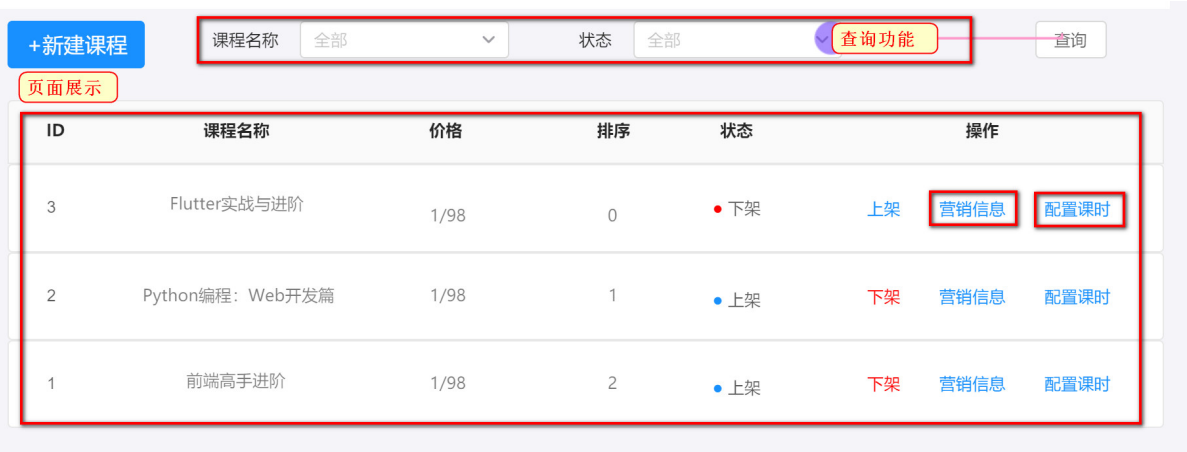 +新建课程 课程名称 全部 状态 全部 查询功能 查询
页面展示
ID 课程名称 价格 排序 状态 操作
3 Flutter实战与进阶 1/98 0 下架 上架 营销信息 配置课时
2 Python编程：Web开发篇 1/98 1 上架 下架 营销信息 配置课时
1 前端高手进阶 1/98 2 上架 下架 营销信息 配置课时